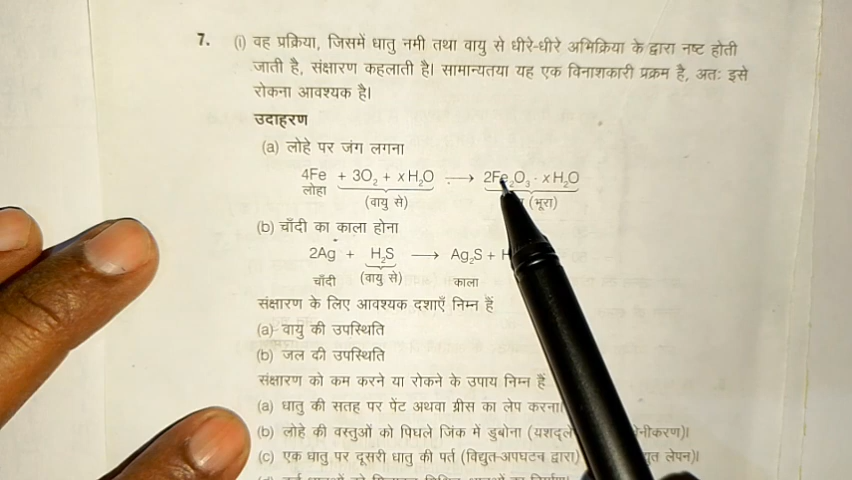 7. (i) वह प्रक्रिया, जिसमें धातु नमी तथा वायु से धीरे-धीरे अभिक्रिया के द्वारा नष्ट होती
जाती है, संक्षारण कहलाती है। सामान्यतया यह एक विनाशकारी प्रक्रम है, अतः इसे
रोकना आवश्यक है।
उदाहरण
(a) लोहे पर जंग लगना
4Fe + 3O₂ + xH₂O → 2Fe₂O₃ · xH₂O
लोहा (वायु से) (भूरा)
(b) चाँदी का काला होना
2Ag + H₂S → Ag₂S + H
चाँदी (वायु से) काला
संक्षारण के लिए आवश्यक दशाएँ निम्न हैं
(a) वायु की उपस्थिति
(b) जल की उपस्थिति
संक्षारण को कम करने या रोकने के उपाय निम्न हैं
(a) धातु की सतह पर पेंट अथवा ग्रीस का लेप करना।
(b) लोहे की वस्तुओं को पिघले जिंक में डुबोना
(c) एक धातु पर दूसरी धातु की पर्त (विद्युत-अपघटन द्वारा) लेपन)।